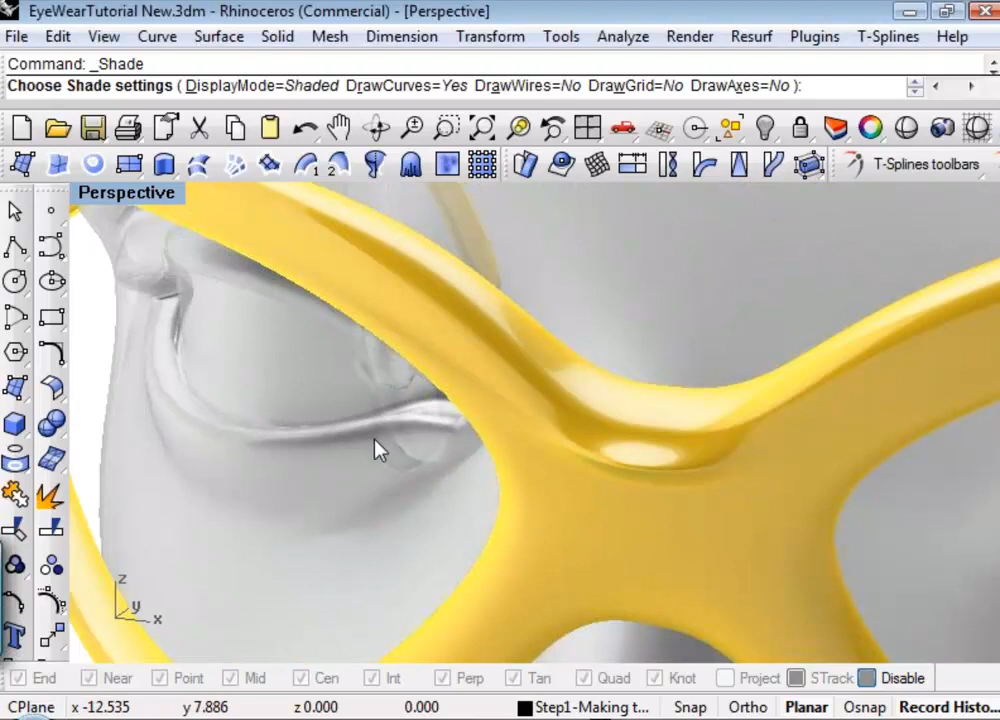 EyeWearTutorial New.3dm - Rhinoceros (Commercial) - [Perspective]
File Edit View Curve Surface Solid Mesh Dimension Transform Tools Analyze Render Resurf Plugins T-Splines Help
Command: _Shade
Choose Shade settings ( DisplayMode=Shaded DrawCurves=Yes DrawWires=No DrawGrid=No DrawAxes=No ):
1 2 T-Splines toolbars
Perspective
z
y
x
T
End Near Point Mid Cen Int Perp Tan Quad Knot Project STrack Disable
CPlane x -12.535 y 7.886 z 0.000 0.000 Step1-Making t... Snap Ortho Planar Osnap Record Histo...